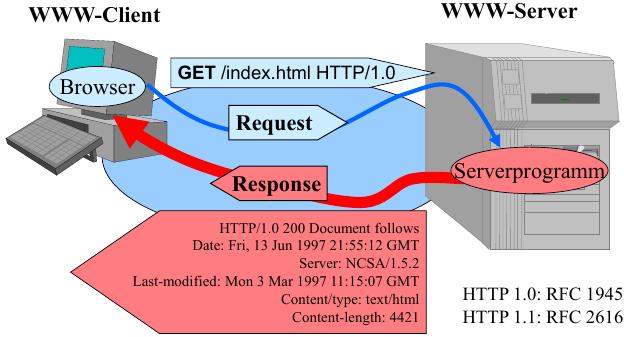 WWW-Client
WWW-Server
GET /index.html HTTP/1.0
Browser
Request
Response
Serverprogramm
HTTP/1.0 200 Document follows
Date: Fri, 13 Jun 1997 21:55:12 GMT
Server: NCSA/1.5.2
Last-modified: Mon 3 Mar 1997 11:15:07 GMT
Content/type: text/html
Content-length: 4421
HTTP 1.0: RFC 1945
HTTP 1.1: RFC 2616